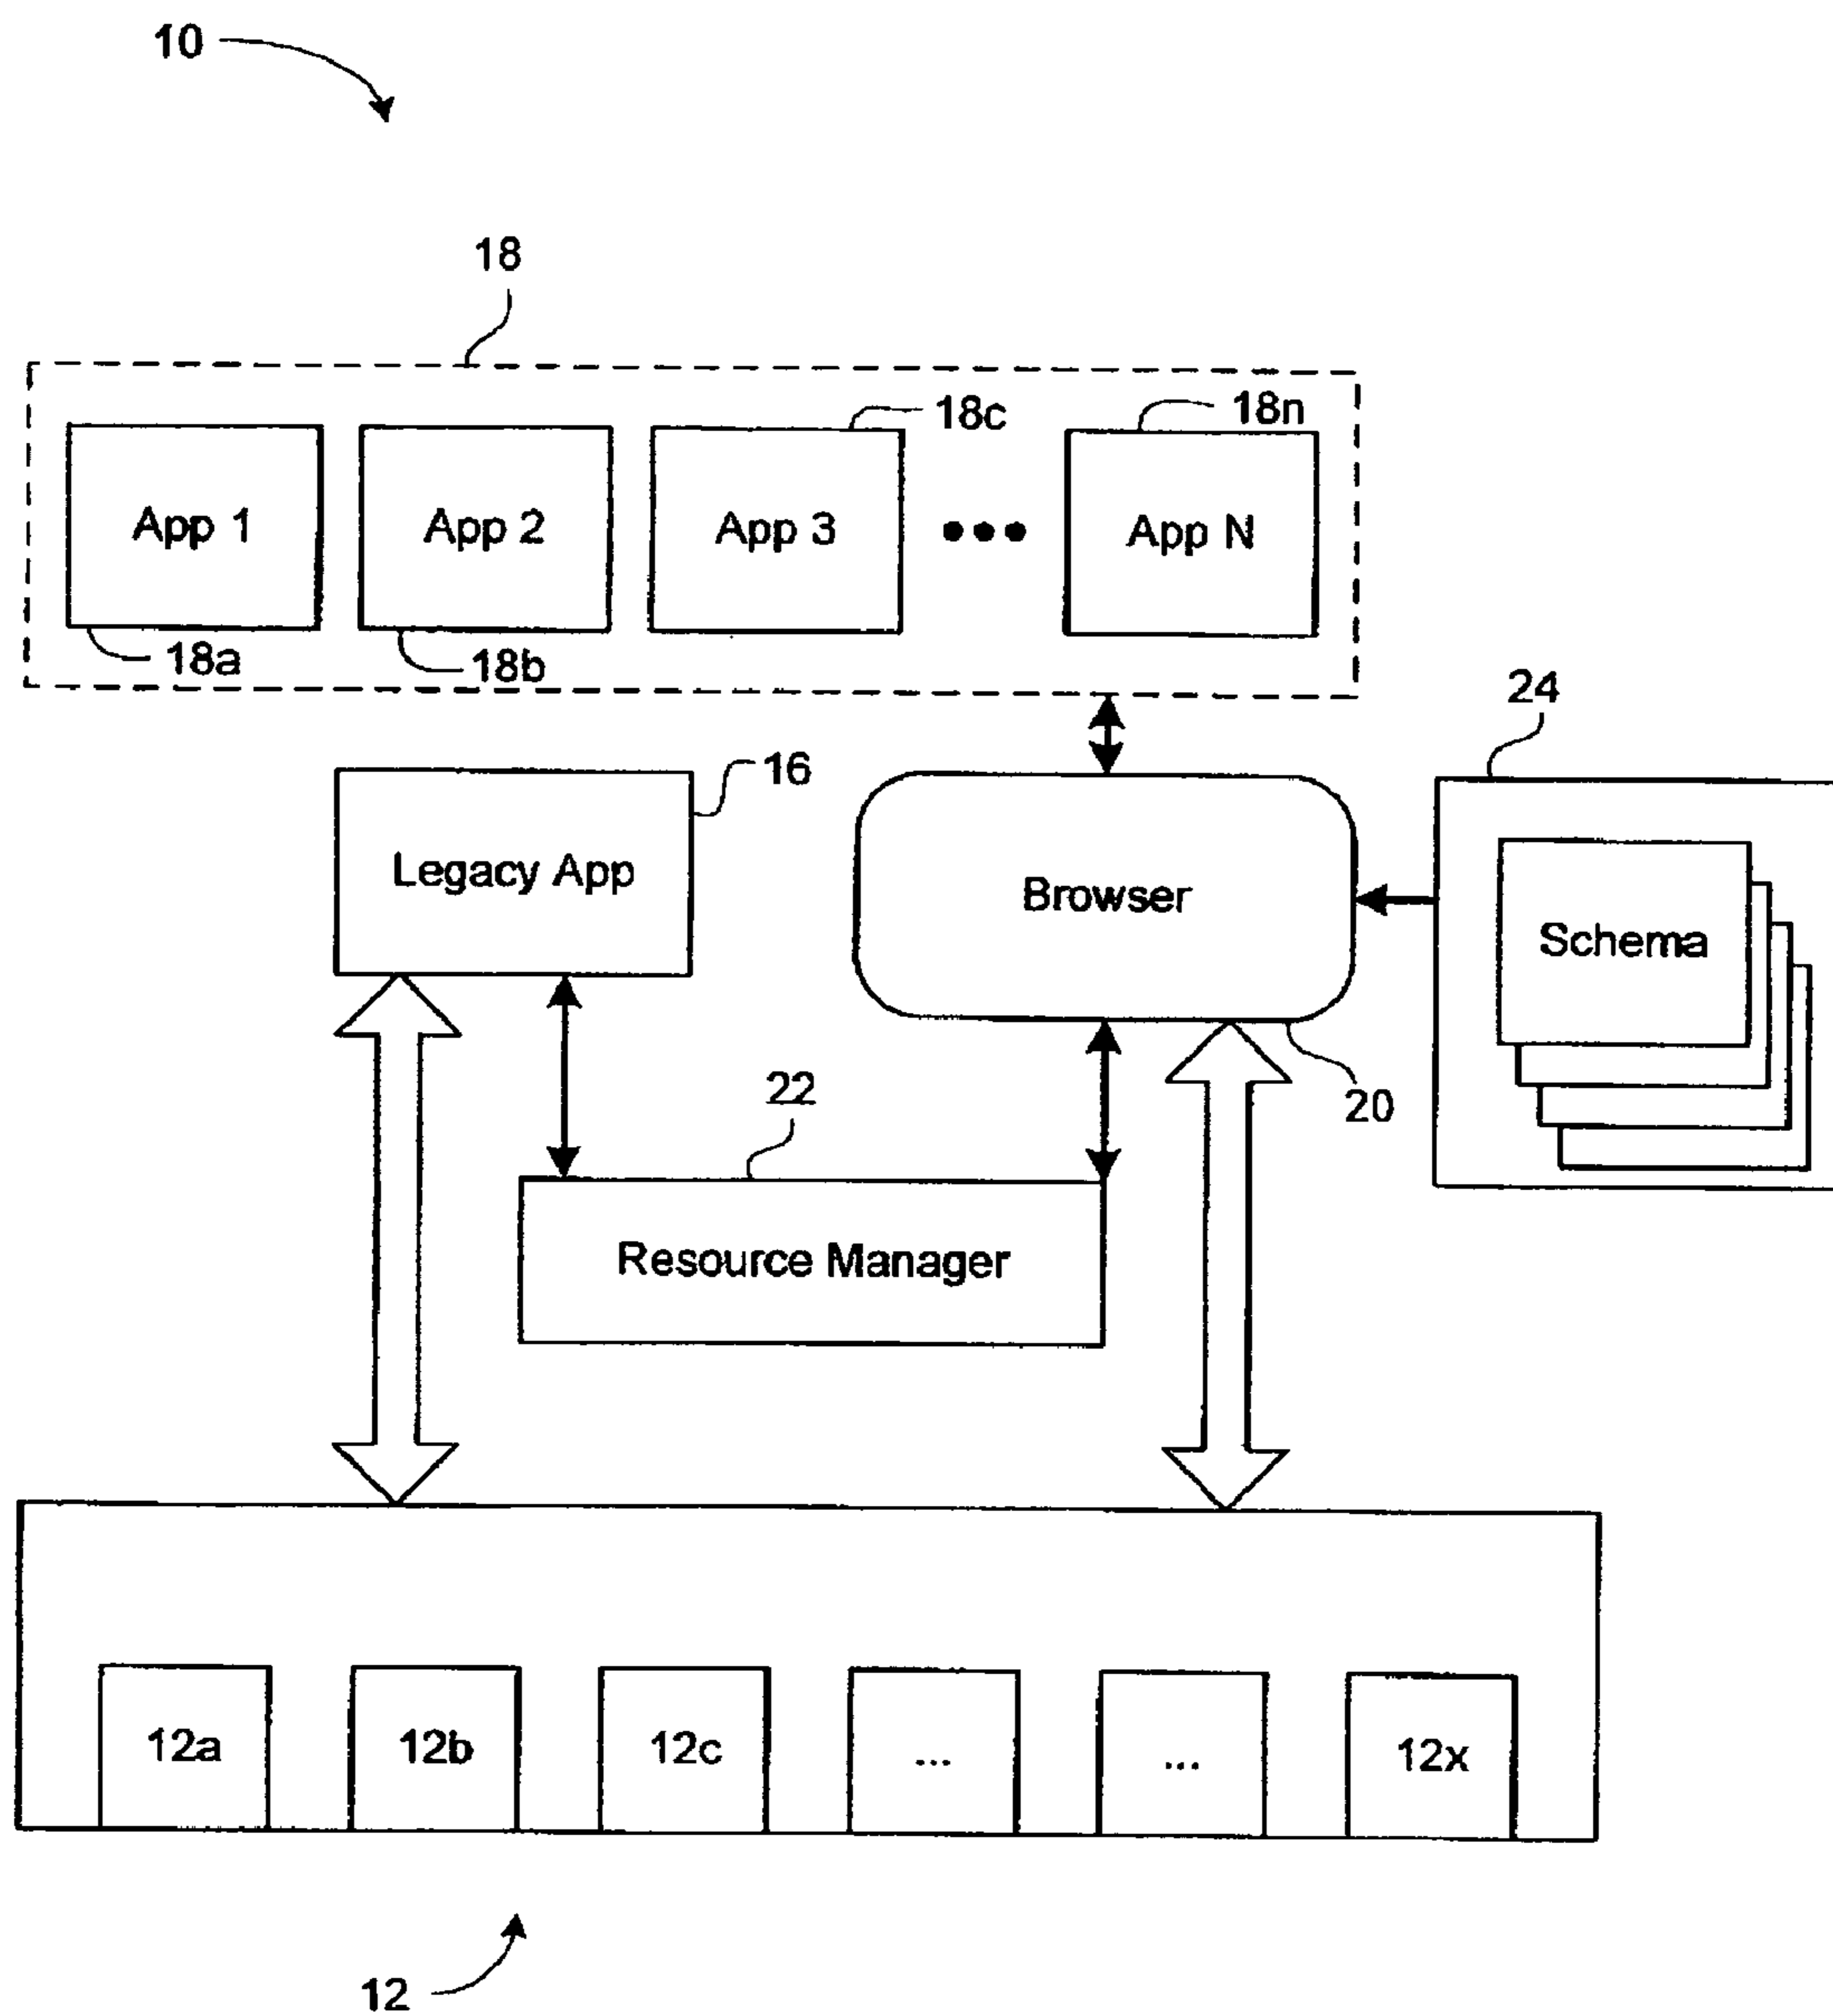 10
18
18c
18n
App 1
App 2
App 3
•••
App N
18a
18b
24
16
Legacy App
Browser
Schema
22
20
Resource Manager
12a
12b
12c
...
...
12x
12